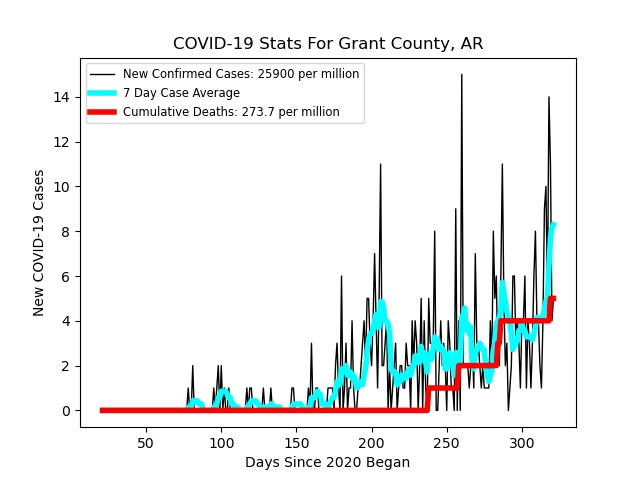 COVID-19 Stats For Grant County, AR
New Confirmed Cases: 25900 per million
7 Day Case Average
Cumulative Deaths: 273.7 per million
New COVID-19 Cases
14
12
10
8
6
4
2
0
50 100 150 200 250 300
Days Since 2020 Began